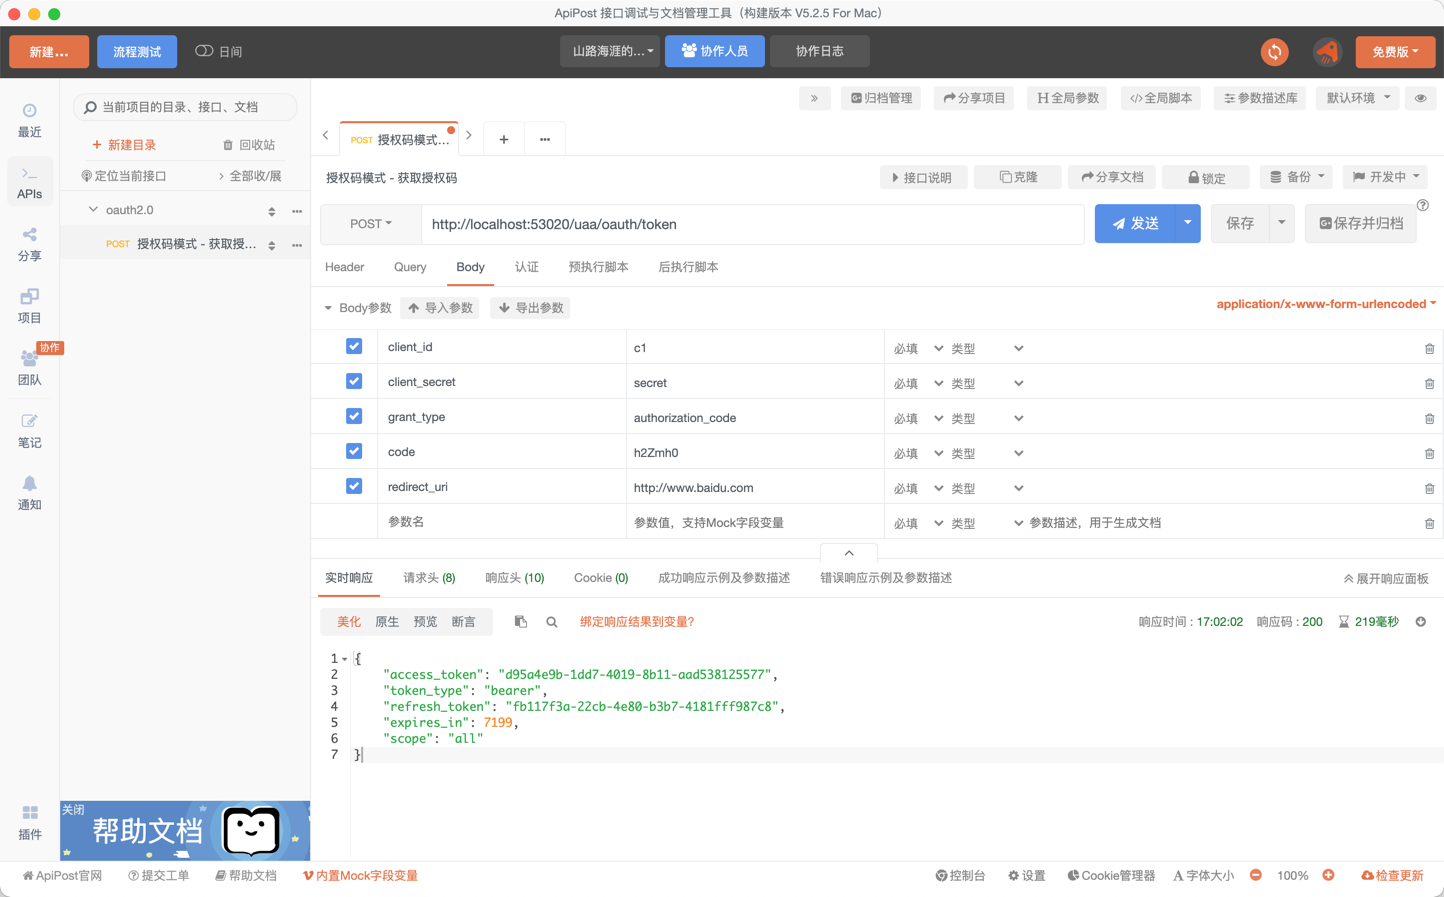 ApiPost 接口调试与文档管理工具（构建版本 V5.2.5 For Mac）
新建... 流程测试 日间 山路海涯的... 协作人员 协作日志 免费版
当前项目的目录、接口、文档
+ 新建目录 回收站
定位当前接口 全部收/展
oauth2.0
POST 授权码模式 - 获取授...
最近
APIs
分享
项目
协作
团队
笔记
通知
插件
归档管理 分享项目 全局参数 全局脚本 参数描述库 默认环境
POST 授权码模式...
授权码模式 - 获取授权码
接口说明 克隆 分享文档 锁定 备份 开发中
POST http://localhost:53020/uaa/oauth/token 发送 保存 保存并归档
Header Query Body 认证 预执行脚本 后执行脚本
Body参数 导入参数 导出参数 application/x-www-form-urlencoded
client_id c1 必填 类型
client_secret secret 必填 类型
grant_type authorization_code 必填 类型
code h2Zmh0 必填 类型
redirect_uri http://www.baidu.com 必填 类型
参数名 参数值，支持Mock字段变量 必填 类型 参数描述，用于生成文档
实时响应 请求头 (8) 响应头 (10) Cookie (0) 成功响应示例及参数描述 错误响应示例及参数描述 展开响应面板
美化 原生 预览 断言 绑定响应结果到变量? 响应时间 : 17:02:02 响应码 : 200 219毫秒
1 {
2 "access_token": "d95a4e9b-1dd7-4019-8b11-aad538125577",
3 "token_type": "bearer",
4 "refresh_token": "fb117f3a-22cb-4e80-b3b7-4181fff987c8",
5 "expires_in": 7199,
6 "scope": "all"
7 }
关闭
帮助文档
ApiPost官网 提交工单 帮助文档 内置Mock字段变量 控制台 设置 Cookie管理器 字体大小 100% 检查更新